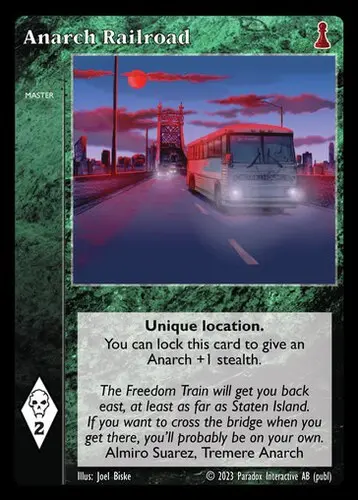 Anarch Railroad
MASTER
Unique location.
You can lock this card to give an
Anarch +1 stealth.
The Freedom Train will get you back
east, at least as far as Staten Island.
If you want to cross the bridge when you
get there, you'll probably be on your own.
Almiro Suarez, Tremere Anarch
2
Illus: Joel Biske
© 2023 Paradox Interactive AB (publ)